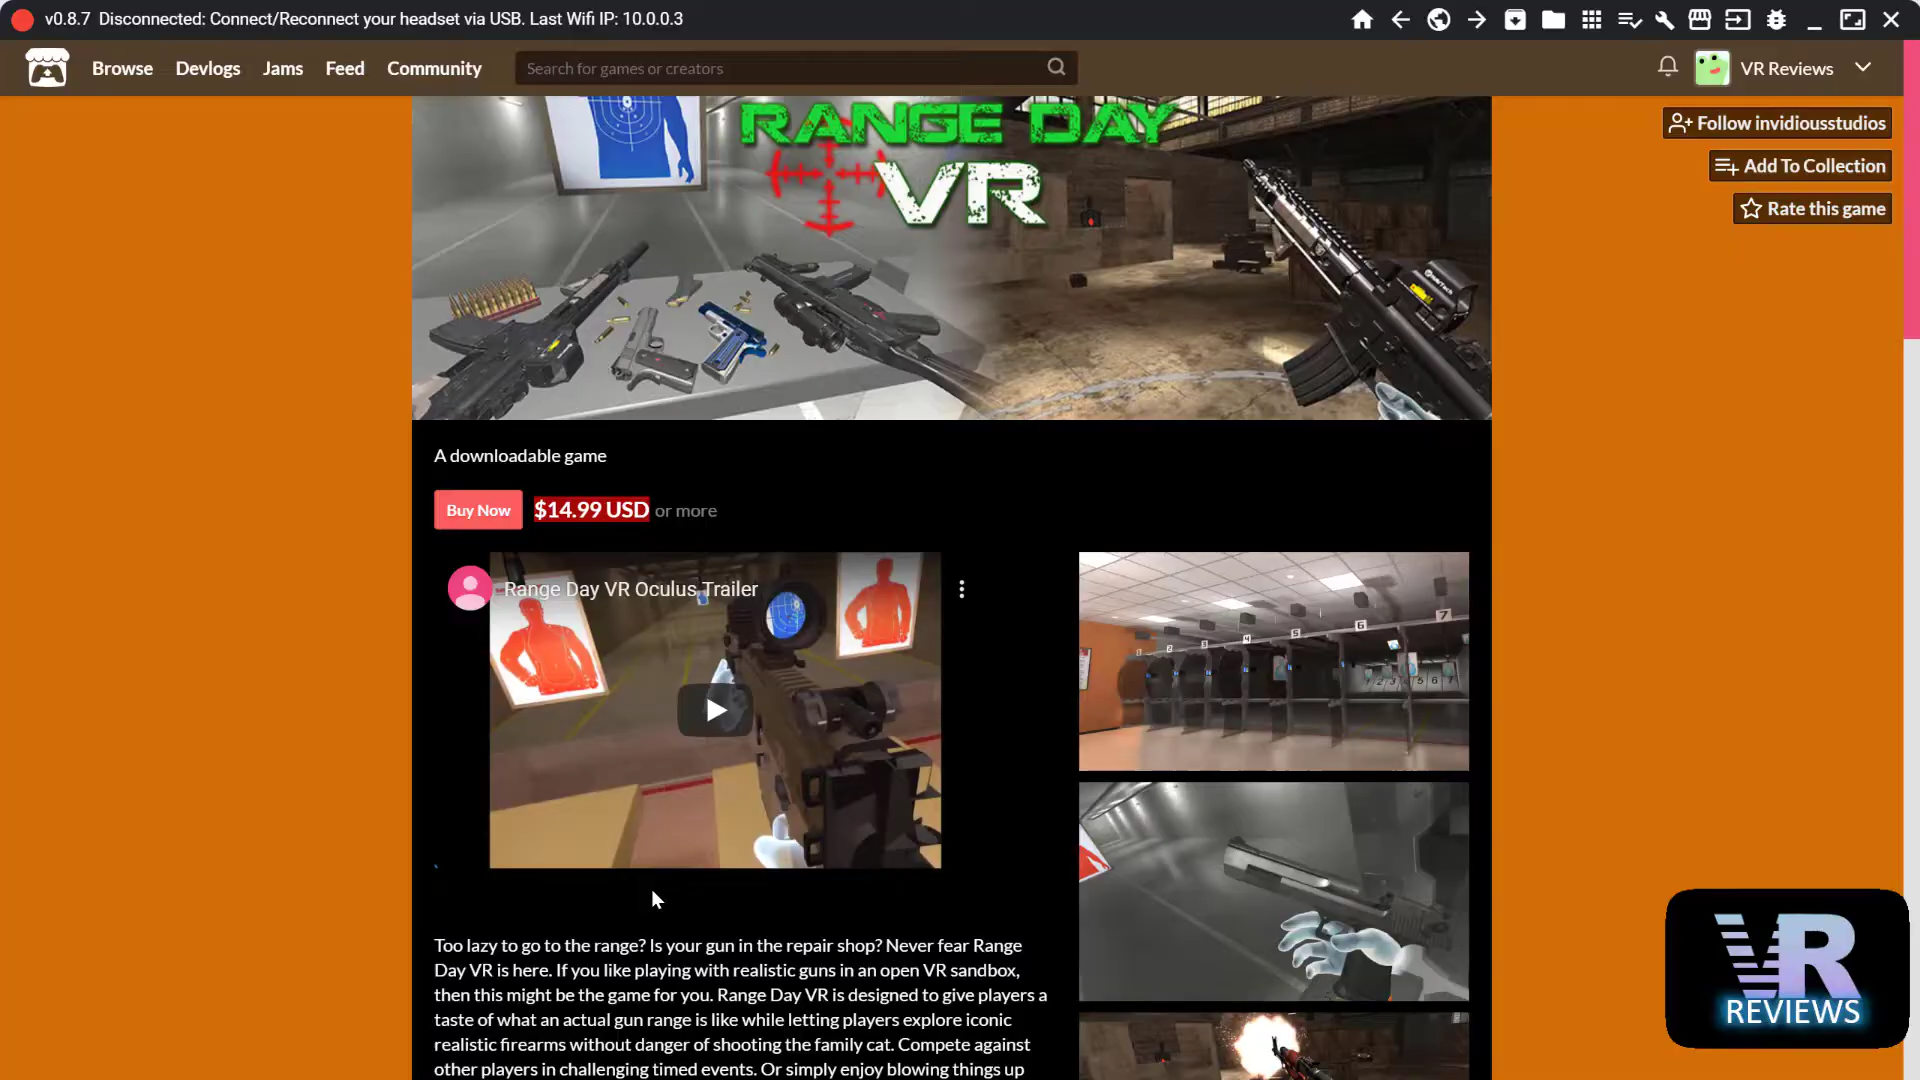 v0.8.7 Disconnected: Connect/Reconnect your headset via USB. Last Wifi IP: 10.0.0.3
Browse
Devlogs
Jams
Feed
Community
Search for games or creators
VR Reviews
Follow invidiousstudios
Add To Collection
Rate this game
RANGE DAY
VR
A downloadable game
Buy Now
$14.99 USD or more
Range Day VR Oculus Trailer
Too lazy to go to the range? Is your gun in the repair shop? Never fear Range
Day VR is here. If you like playing with realistic guns in an open VR sandbox,
then this might be the game for you. Range Day VR is designed to give players a
taste of what an actual gun range is like while letting players explore iconic
realistic firearms without danger of shooting the family cat. Compete against
other players in challenging timed events. Or simply enjoy blowing things up
4
5
6
7
5 6 7
VR
REVIEWS